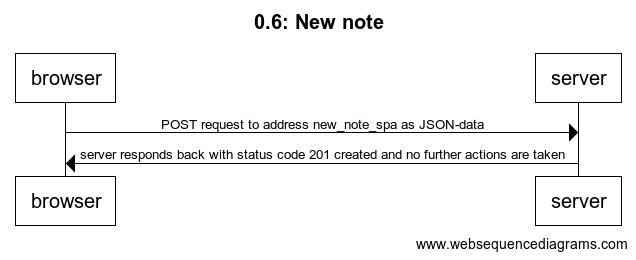 0.6: New note
browser server
POST request to address new_note_spa as JSON-data
server responds back with status code 201 created and no further actions are taken
browser server
www.websequencediagrams.com